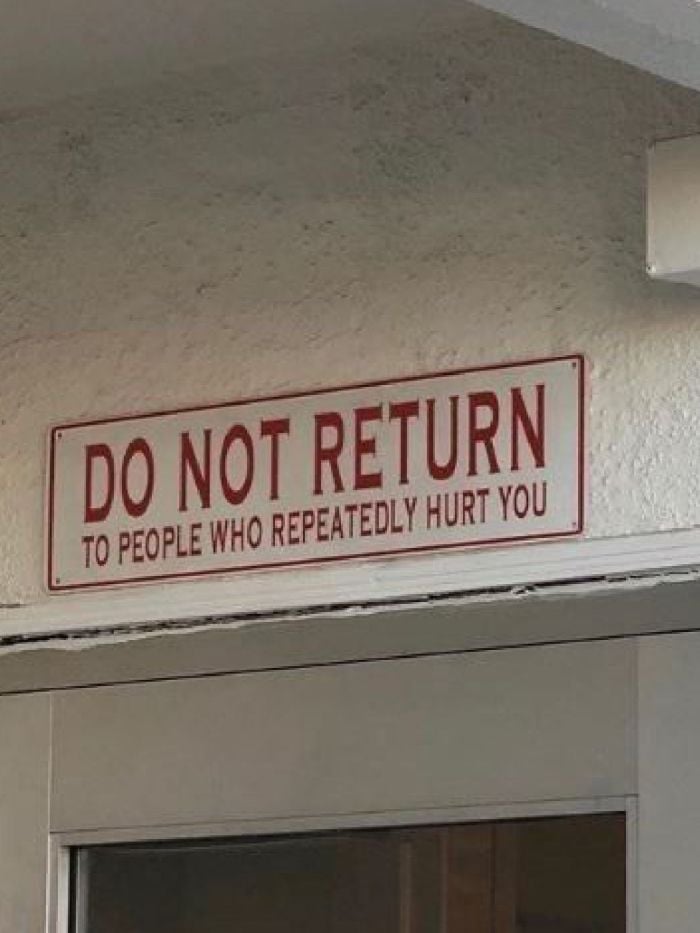 DO NOT RETURN
TO PEOPLE WHO REPEATEDLY HURT YOU